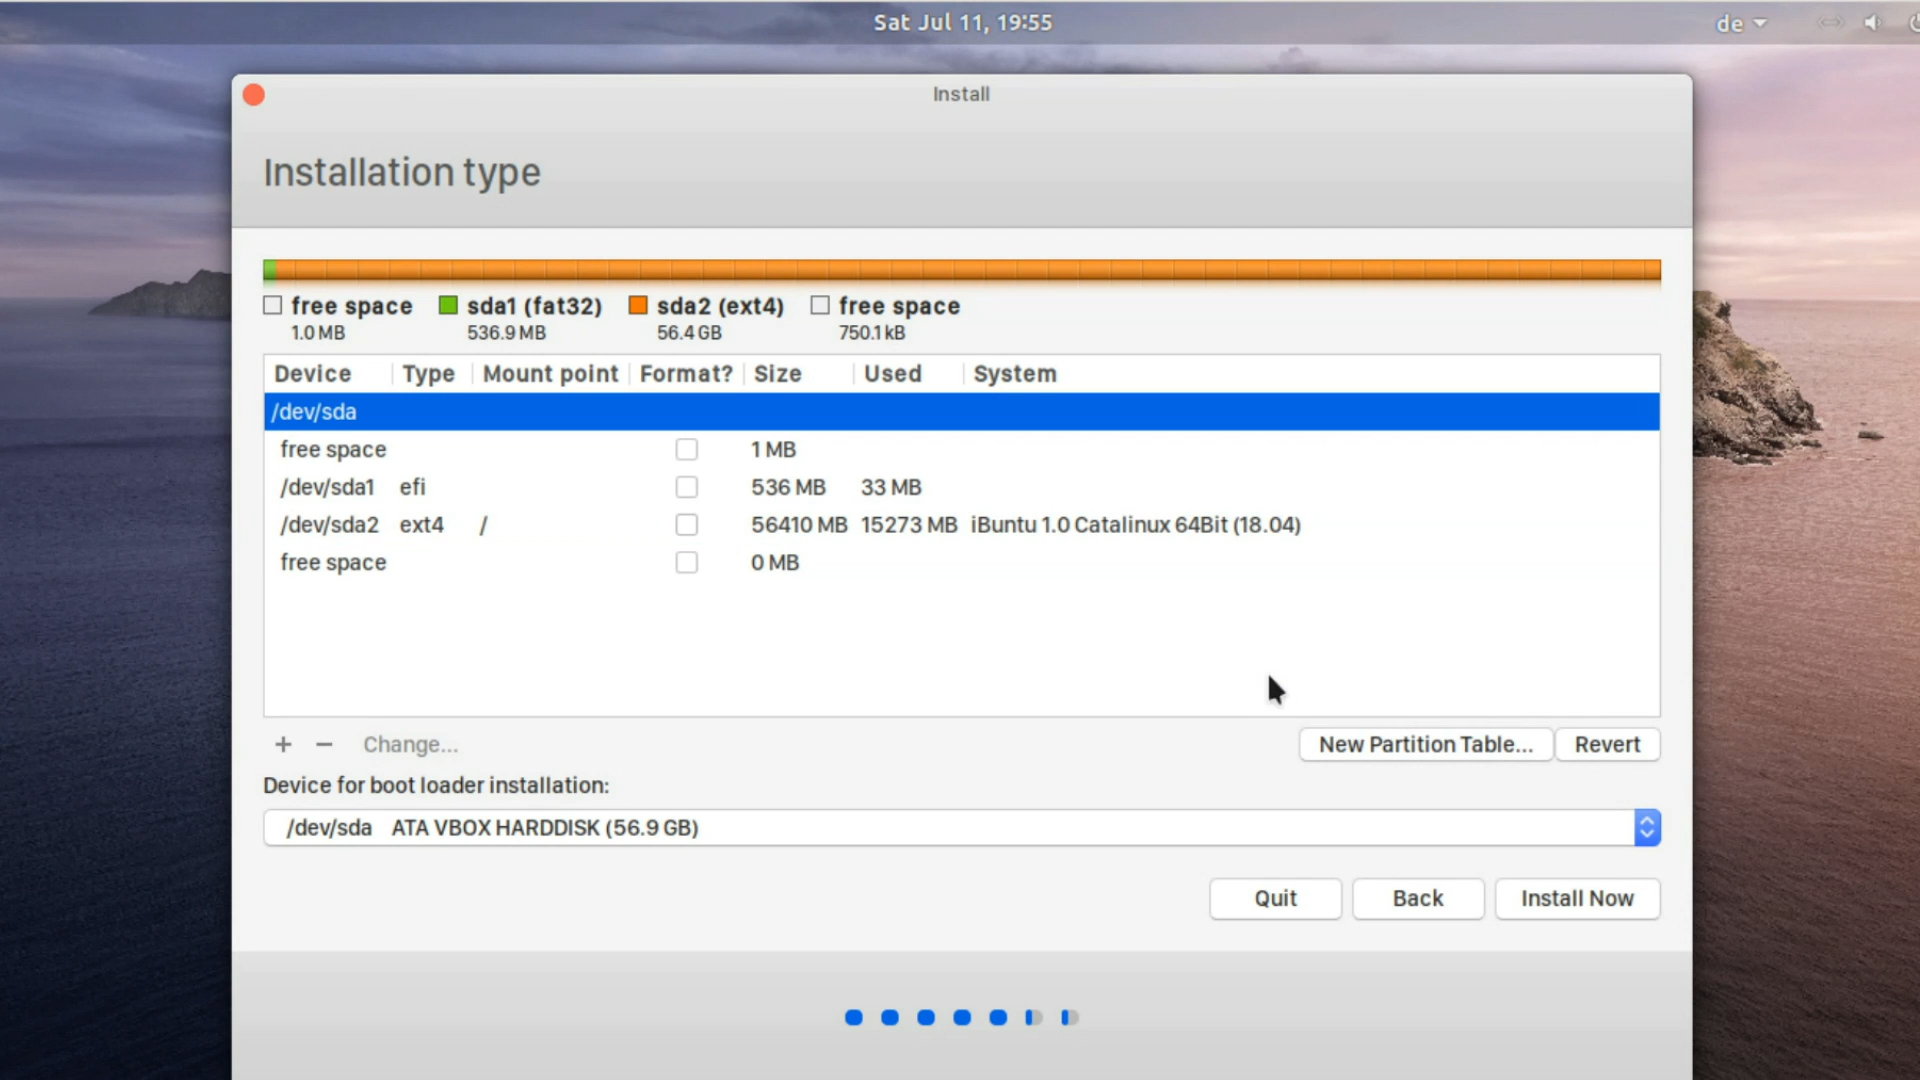 Sat Jul 11, 19:55
de
Install
Installation type
free space sda1 (fat32) sda2 (ext4) free space
1.0 MB 536.9 MB 56.4 GB 750.1 kB
Device Type Mount point Format? Size Used System
/dev/sda
free space 1 MB
/dev/sda1 efi 536 MB 33 MB
/dev/sda2 ext4 / 56410 MB 15273 MB iBuntu 1.0 Catalinux 64Bit (18.04)
free space 0 MB
+ − Change... New Partition Table... Revert
Device for boot loader installation:
/dev/sda ATA VBOX HARDDISK (56.9 GB)
Quit Back Install Now